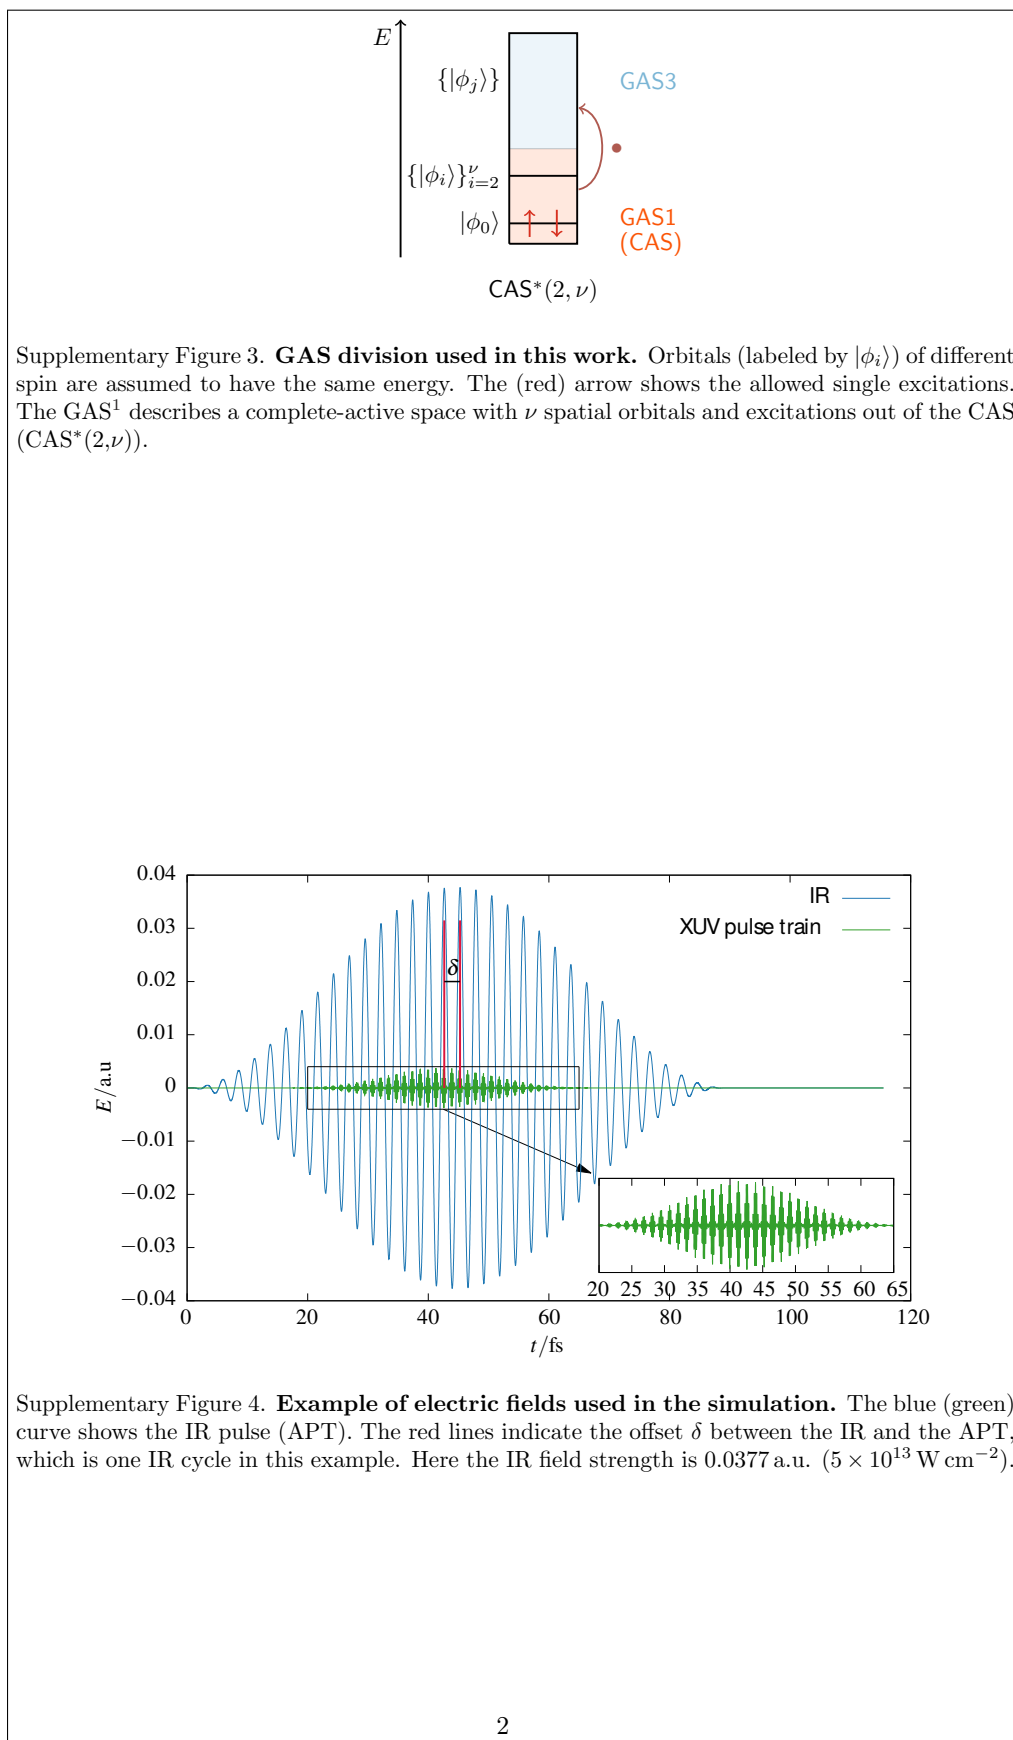 E
{|ϕj⟩}
GAS3
{|ϕi⟩}νi=2
|ϕ0⟩
GAS1
(CAS)
CAS*(2, ν)
Supplementary Figure 3. GAS division used in this work. Orbitals (labeled by |ϕi⟩) of different
spin are assumed to have the same energy. The (red) arrow shows the allowed single excitations.
The GAS1 describes a complete-active space with ν spatial orbitals and excitations out of the CAS
(CAS*(2,ν)).
0.04
IR
0.03
XUV pulse train
δ
0.02
0.01
0
E/a.u
−0.01
−0.02
−0.03
−0.04
20 25 30 35 40 45 50 55 60 65
0 20 40 60 80 100 120
t/fs
Supplementary Figure 4. Example of electric fields used in the simulation. The blue (green)
curve shows the IR pulse (APT). The red lines indicate the offset δ between the IR and the APT,
which is one IR cycle in this example. Here the IR field strength is 0.0377 a.u. (5 × 10¹³ W cm⁻²).
2